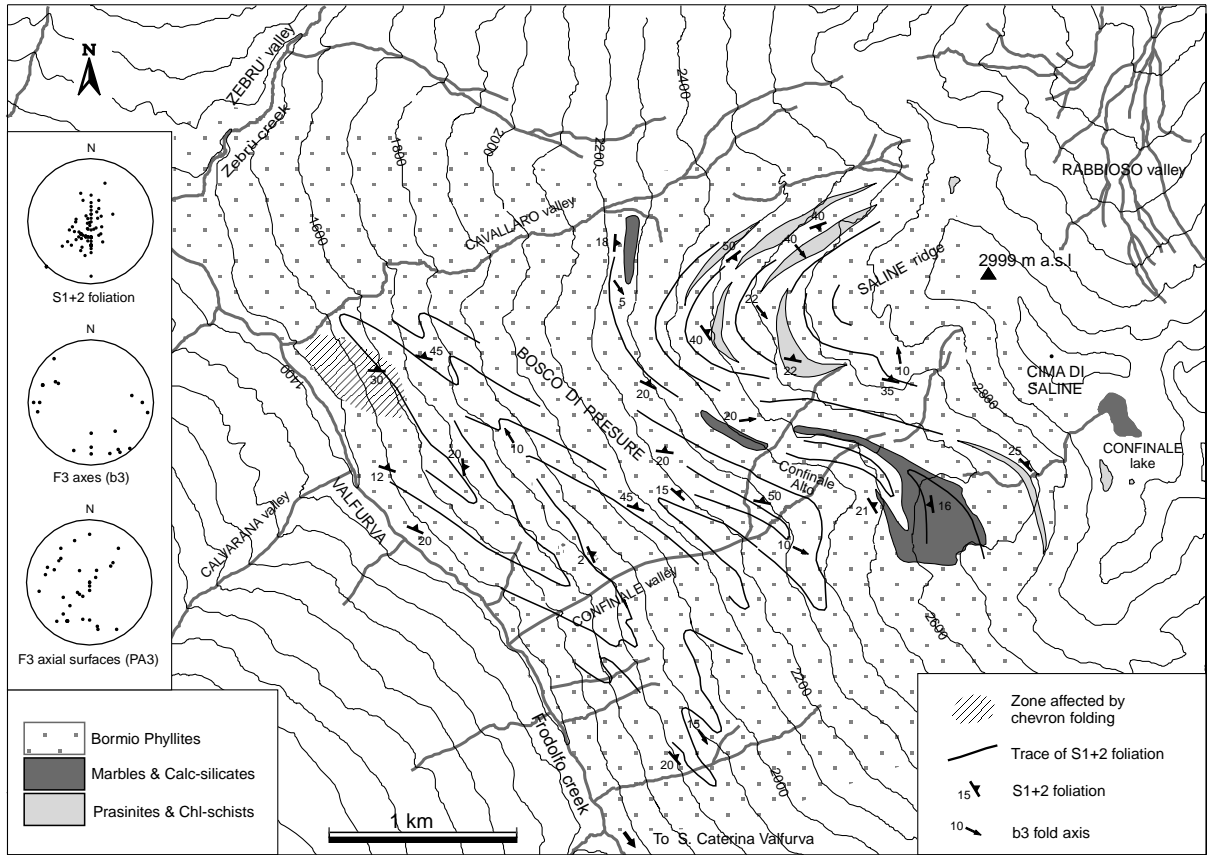 N
ZEBRU' valley
Zebrù creek
2400
2000
1800
2200
1600
1400
CAVALLARO valley
RABBIOSO valley
SALINE ridge
2999 m a.s.l
40
40
50
18
5
22
40
22
10
35
CIMA DI
SALINE
2800
CONFINALE
lake
BOSCO DI PRESURE
45
30
20
20
10
20
20
12
15
45
50
Confinale
Alto
25
21
16
10
20
2
VALFURVA
CALVARANA valley
CONFINALE valley
2600
2200
2000
15
20
Frodolfo creek
To S. Caterina Valfurva
1 km
N
S1+2 foliation
N
F3 axes (b3)
N
F3 axial surfaces (PA3)
Bormio Phyllites
Marbles & Calc-silicates
Prasinites & Chl-schists
Zone affected by
chevron folding
Trace of S1+2 foliation
15
S1+2 foliation
10
b3 fold axis